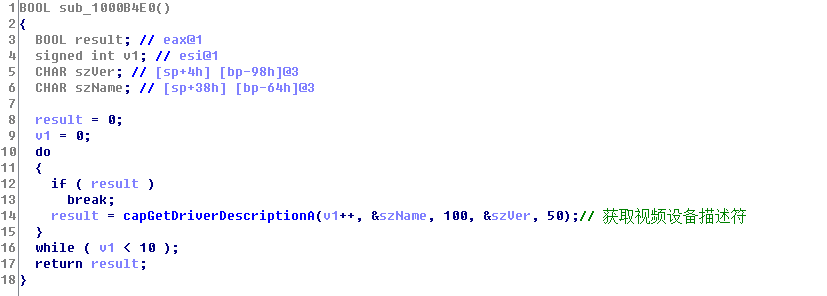 1 BOOL sub_1000B4E0()
2 {
3 BOOL result; // eax@1
4 signed int v1; // esi@1
5 CHAR szVer; // [sp+4h] [bp-98h]@3
6 CHAR szName; // [sp+38h] [bp-64h]@3
7
8 result = 0;
9 v1 = 0;
10 do
11 {
12 if ( result )
13 break;
14 result = capGetDriverDescriptionA(v1++, &szName, 100, &szVer, 50);// 获取视频设备描述符
15 }
16 while ( v1 < 10 );
17 return result;
18 }